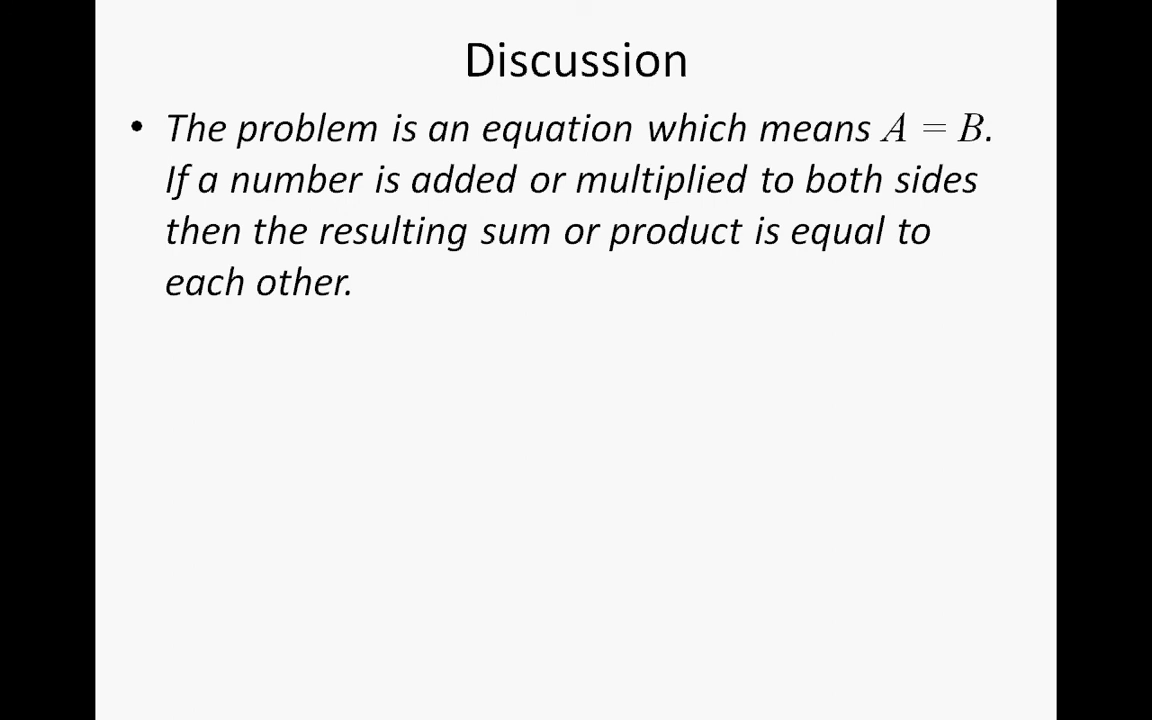 Discussion
• The problem is an equation which means A = B.
If a number is added or multiplied to both sides
then the resulting sum or product is equal to
each other.